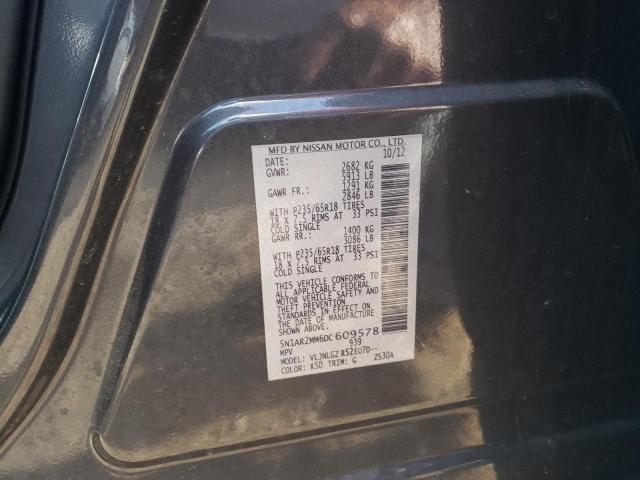 MFD BY NISSAN MOTOR CO., LTD.
DATE: 10/12
GVWR: 2682 KG
5913 LB
GAWR FR.: 1291 KG
2846 LB
WITH P235/65R18 TIRES
18 X 7.5 RIMS AT 33 PSI
COLD SINGLE
GAWR RR.: 1400 KG
3086 LB
WITH P235/65R18 TIRES
18 X 7.5 RIMS AT 33 PSI
COLD SINGLE
THIS VEHICLE CONFORMS TO
ALL APPLICABLE FEDERAL
MOTOR VEHICLE SAFETY AND
THEFT PREVENTION
STANDARDS IN EFFECT ON
THE DATE OF MANUFACTURE
SHOWN ABOVE.
5N1AR2MM6DC609578
MPV 939
MODEL: VLJNLGZ R52EU7D--
COLOR: K50 TRIM: G ZS30A